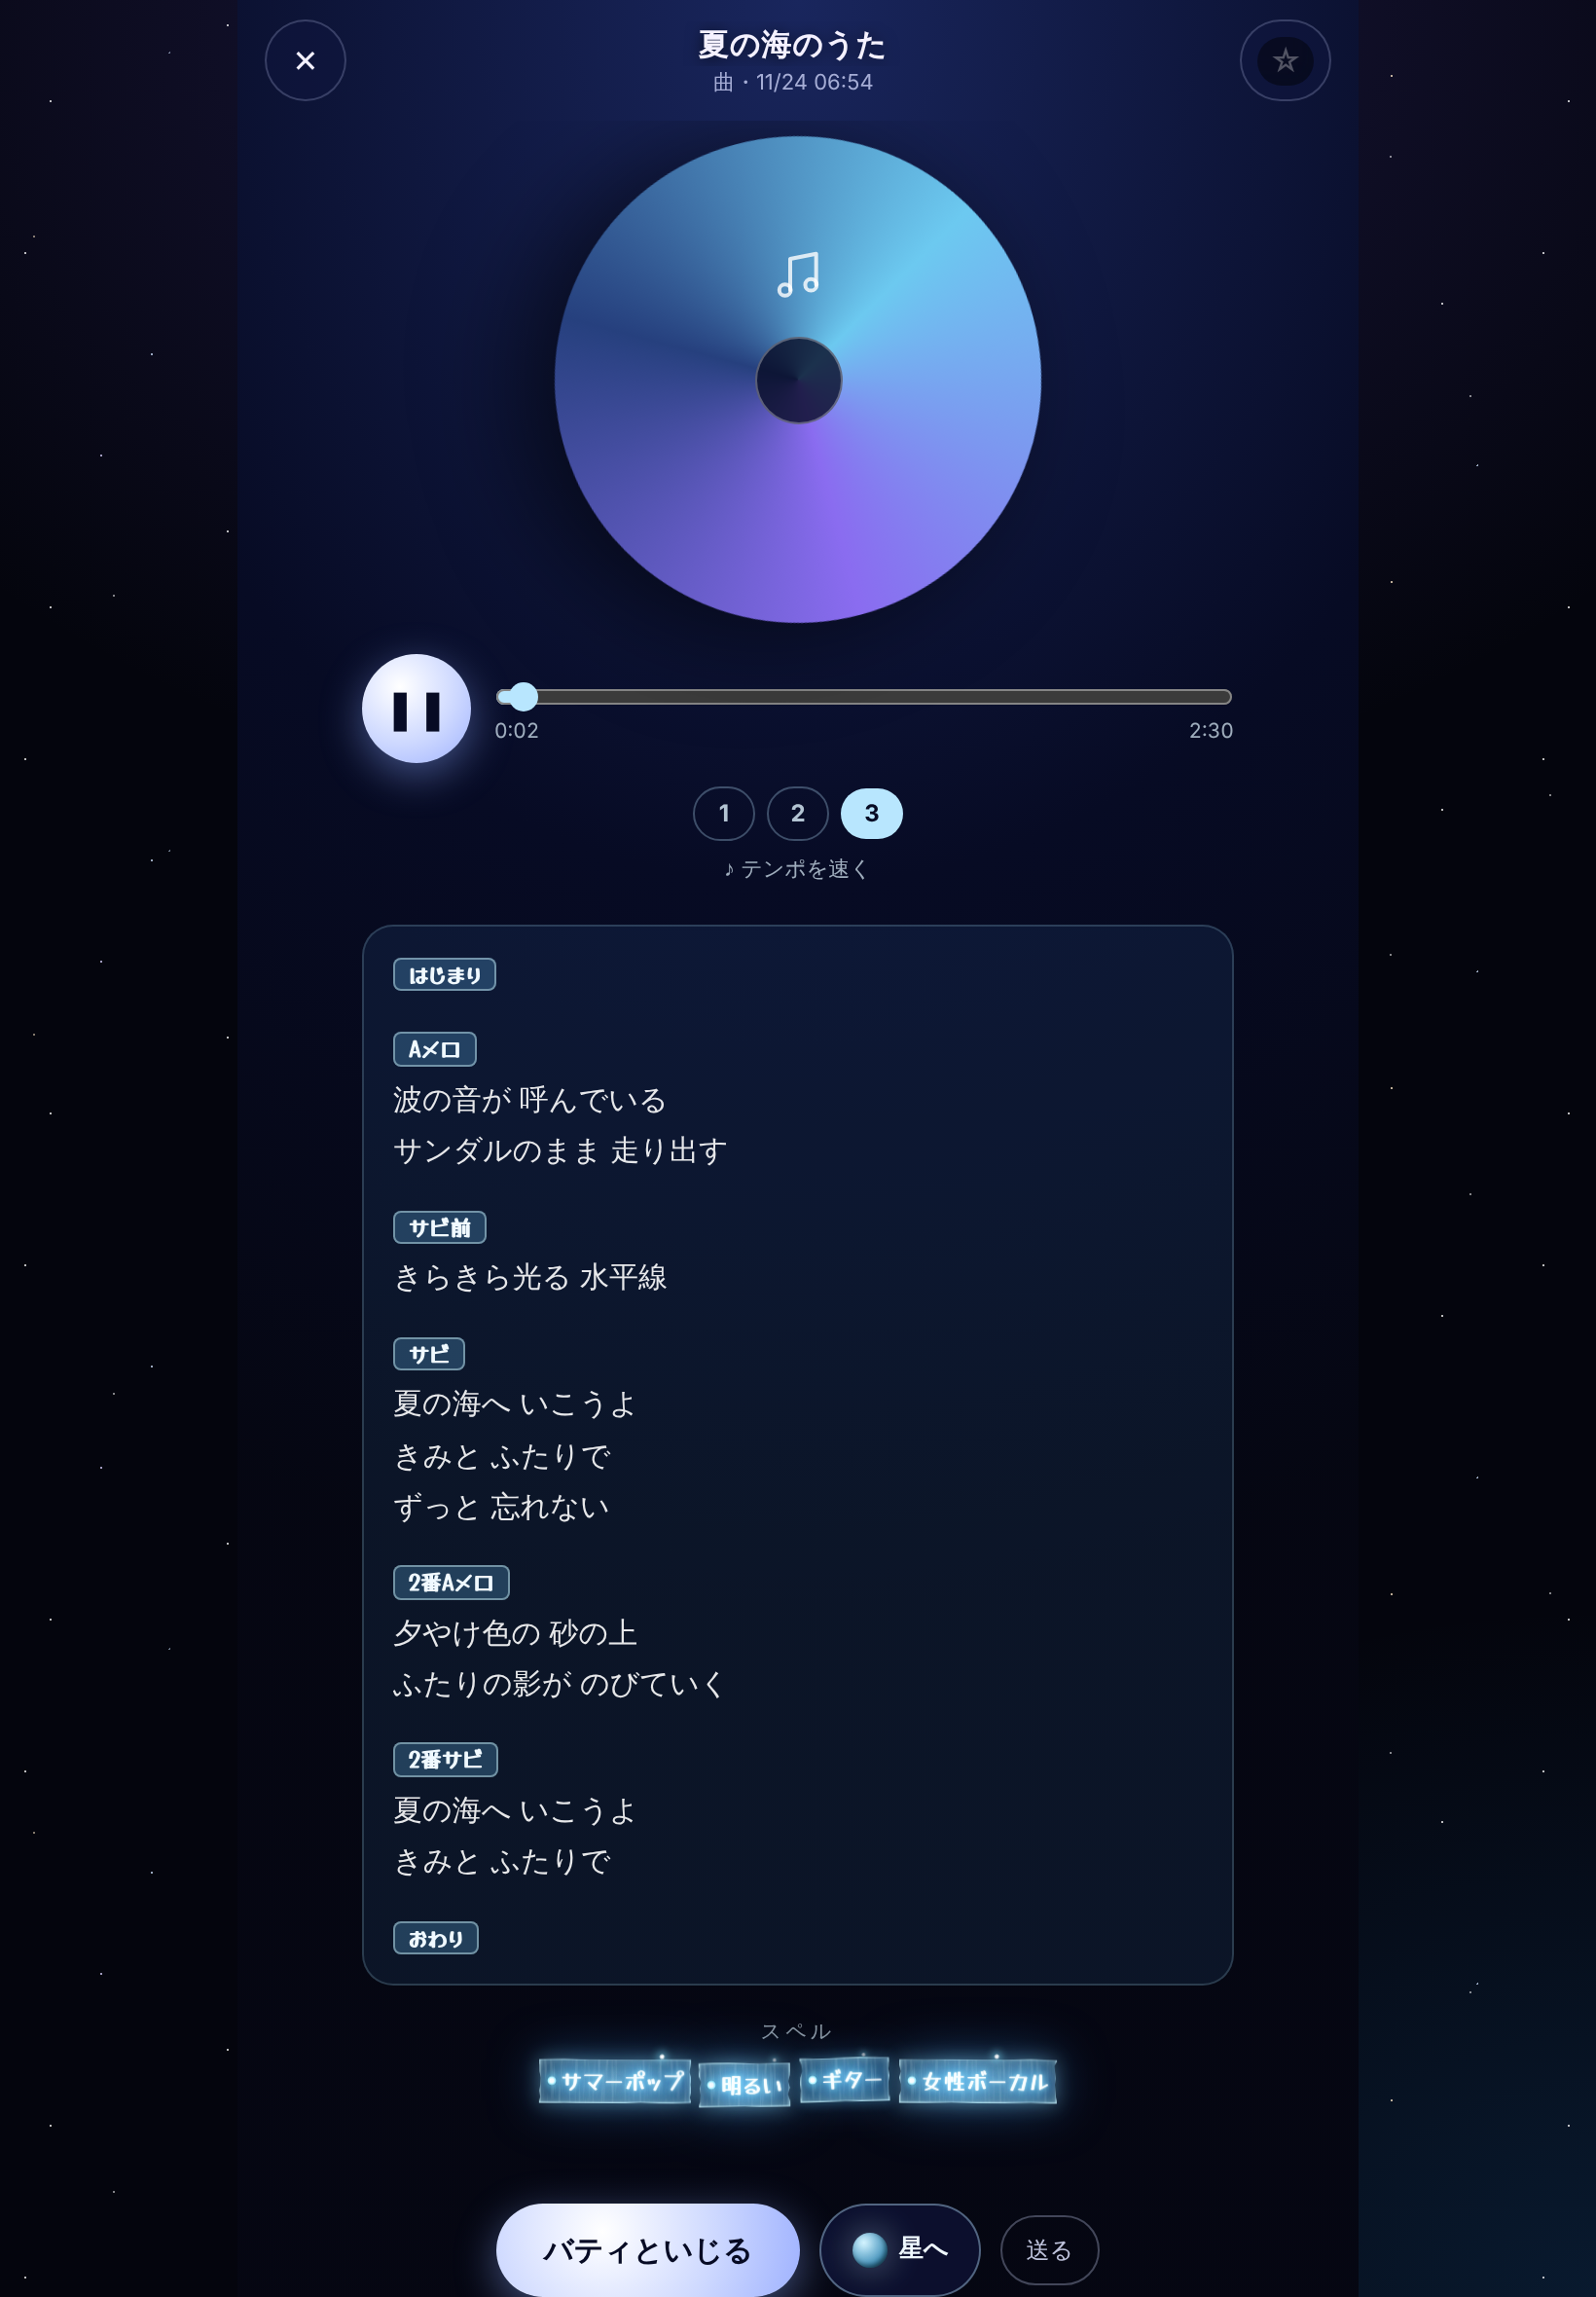 ✕
夏の海のうた
☆
曲・11/24 06:54
0:02
2:30
1 2 3
♪ テンポを速く
はじまり
Aメロ
波の音が 呼んでいる
サンダルのまま 走り出す
サビ前
きらきら光る 水平線
サビ
夏の海へ いこうよ
きみと ふたりで
ずっと 忘れない
2番Aメロ
夕やけ色の 砂の上
ふたりの影が のびていく
2番サビ
夏の海へ いこうよ
きみと ふたりで
おわり
スペル
サマーポップ 明るい ギター 女性ボーカル
バティといじる 星へ 送る